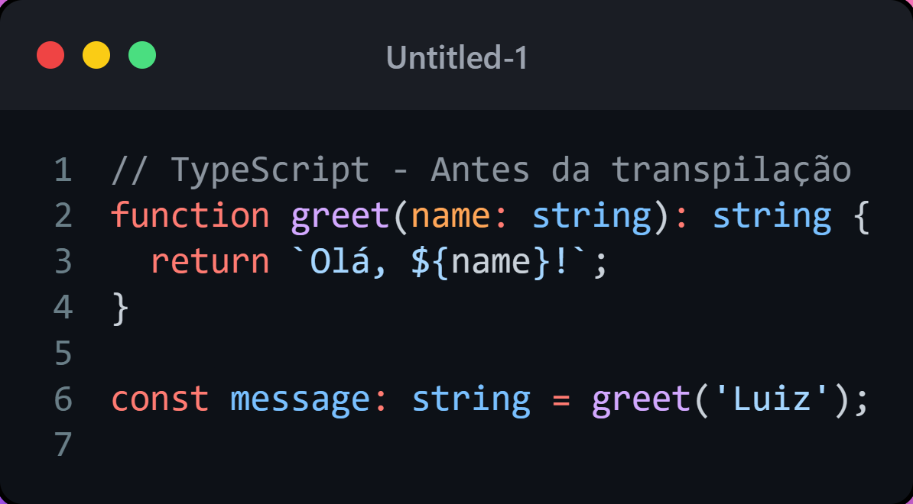 Untitled-1
1 // TypeScript - Antes da transpilação
2 function greet(name: string): string {
3   return `Olá, ${name}!`;
4 }
5
6 const message: string = greet('Luiz');
7